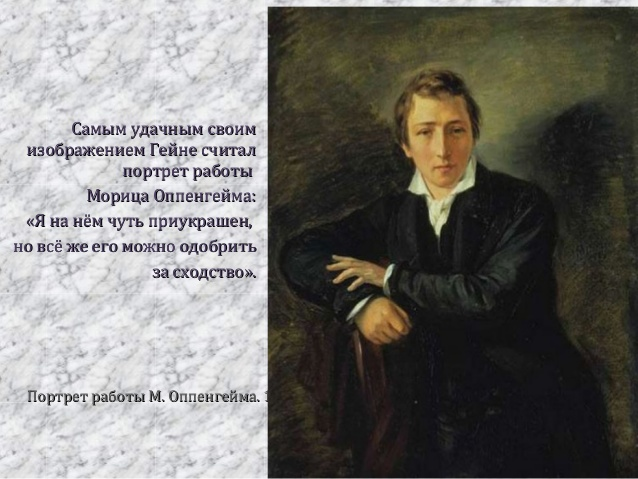 Самым удачным своим
изображением Гейне считал
портрет работы
Морица Оппенгейма:
«Я на нём чуть приукрашен,
но всё же его можно одобрить
за сходство».
Портрет работы М. Оппенгейма.